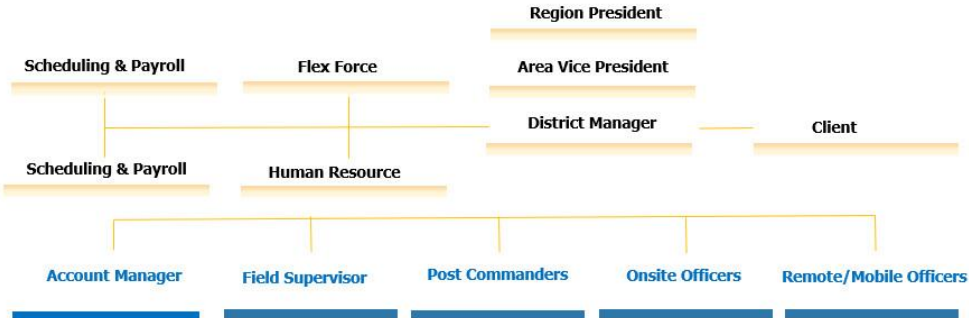 Region President
Scheduling & Payroll
Flex Force
Area Vice President
District Manager
Client
Scheduling & Payroll
Human Resource
Account Manager
Field Supervisor
Post Commanders
Onsite Officers
Remote/Mobile Officers